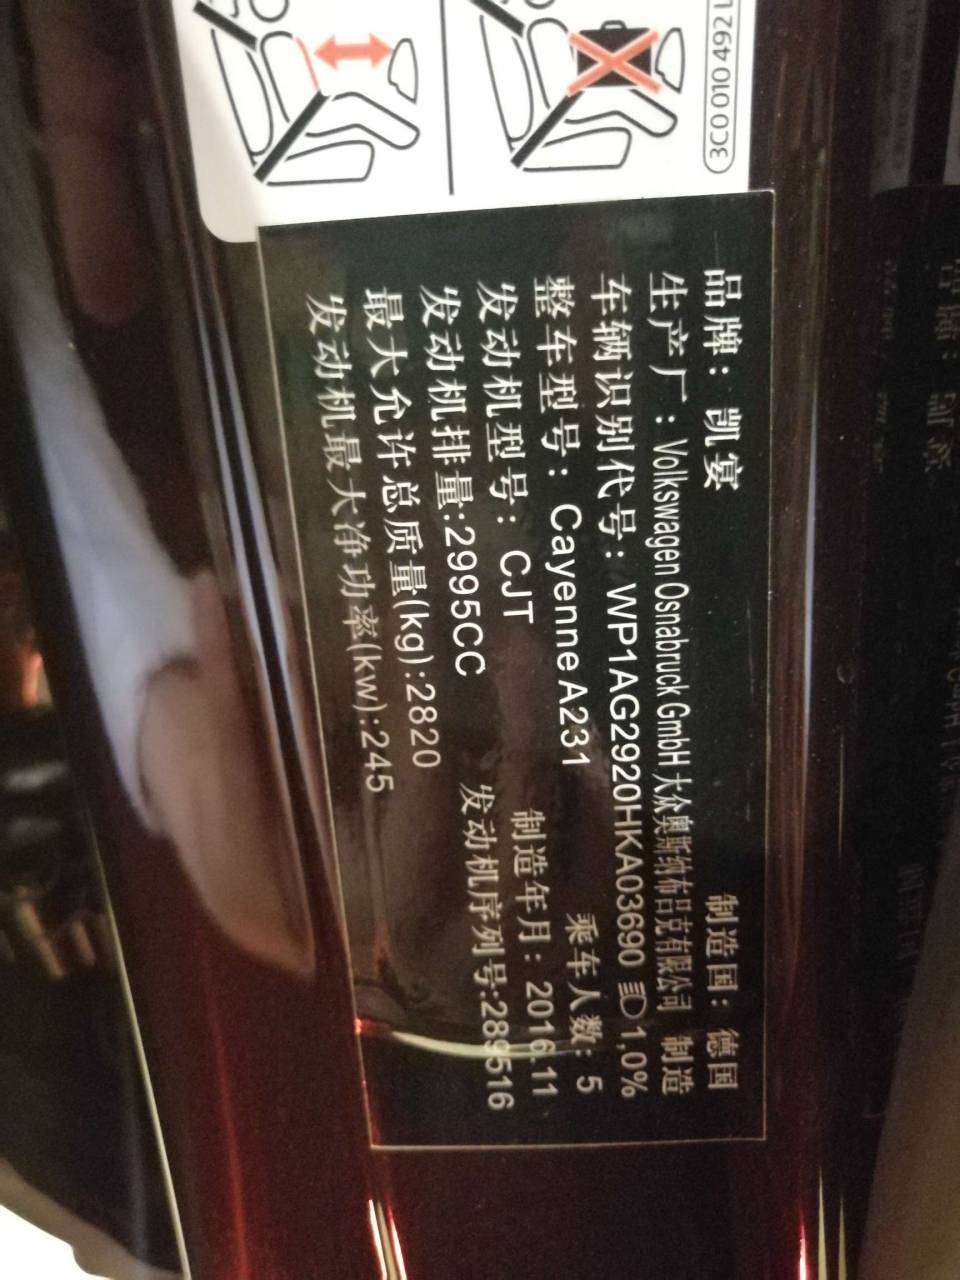 3C0010492L
品牌：凯宴 制造国：德国
生产厂：Volkswagen Osnabruck GmbH 大众奥斯纳布吕克有限公司 制造
车辆识别代号：WP1AG2920HKA03690 1,0%
整车型号：Cayenne A231 乘车人数：5
发动机型号：CJT 制造年月：2016.11
发动机排量:2995CC 发动机序列号:289516
最大允许总质量(kg):2820
发动机最大净功率(kw):245